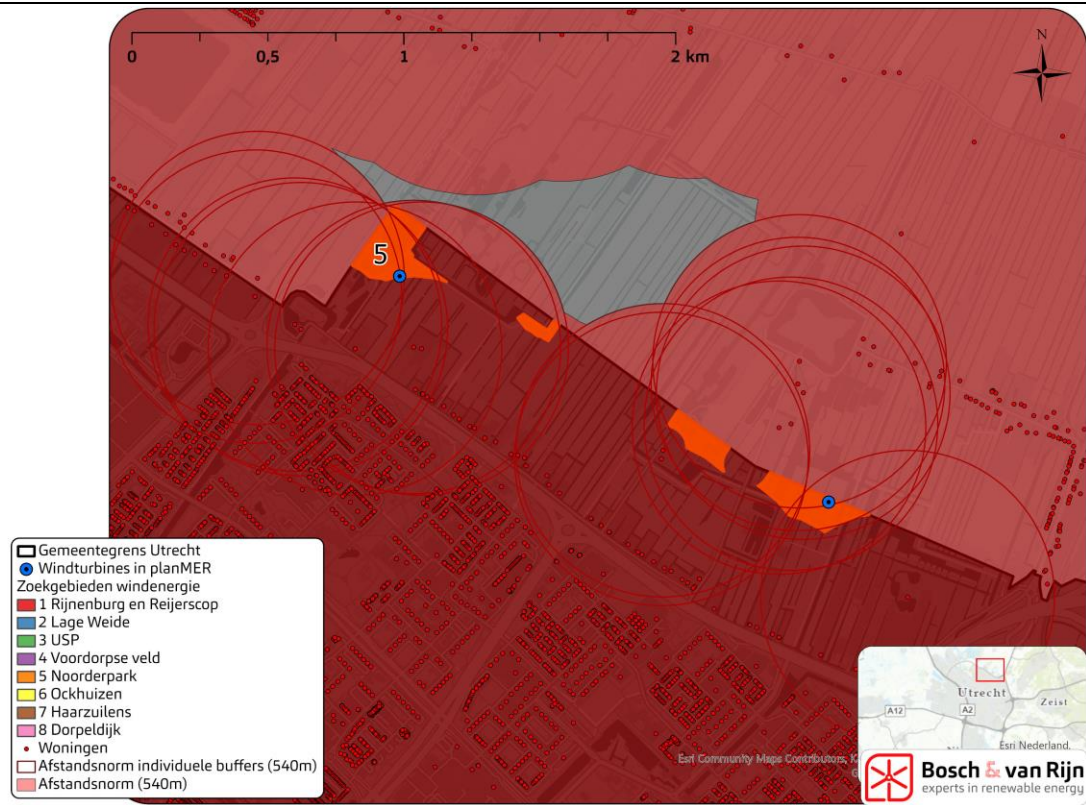 0
0,5
1
2 km
N
5
Gemeentegrens Utrecht
Windturbines in planMER
Zoekgebieden windenergie
1 Rijnenburg en Reijerscop
2 Lage Weide
3 USP
4 Voordorpse veld
5 Noorderpark
6 Ockhuizen
7 Haarzuilens
8 Dorpeldijk
Woningen
Afstandsnorm individuele buffers (540m)
Afstandsnorm (540m)
Utrecht
A12
A2
Zeist
Esri Nederland,
Esri Community Maps Contributors,
Bosch & van Rijn
experts in renewable energy